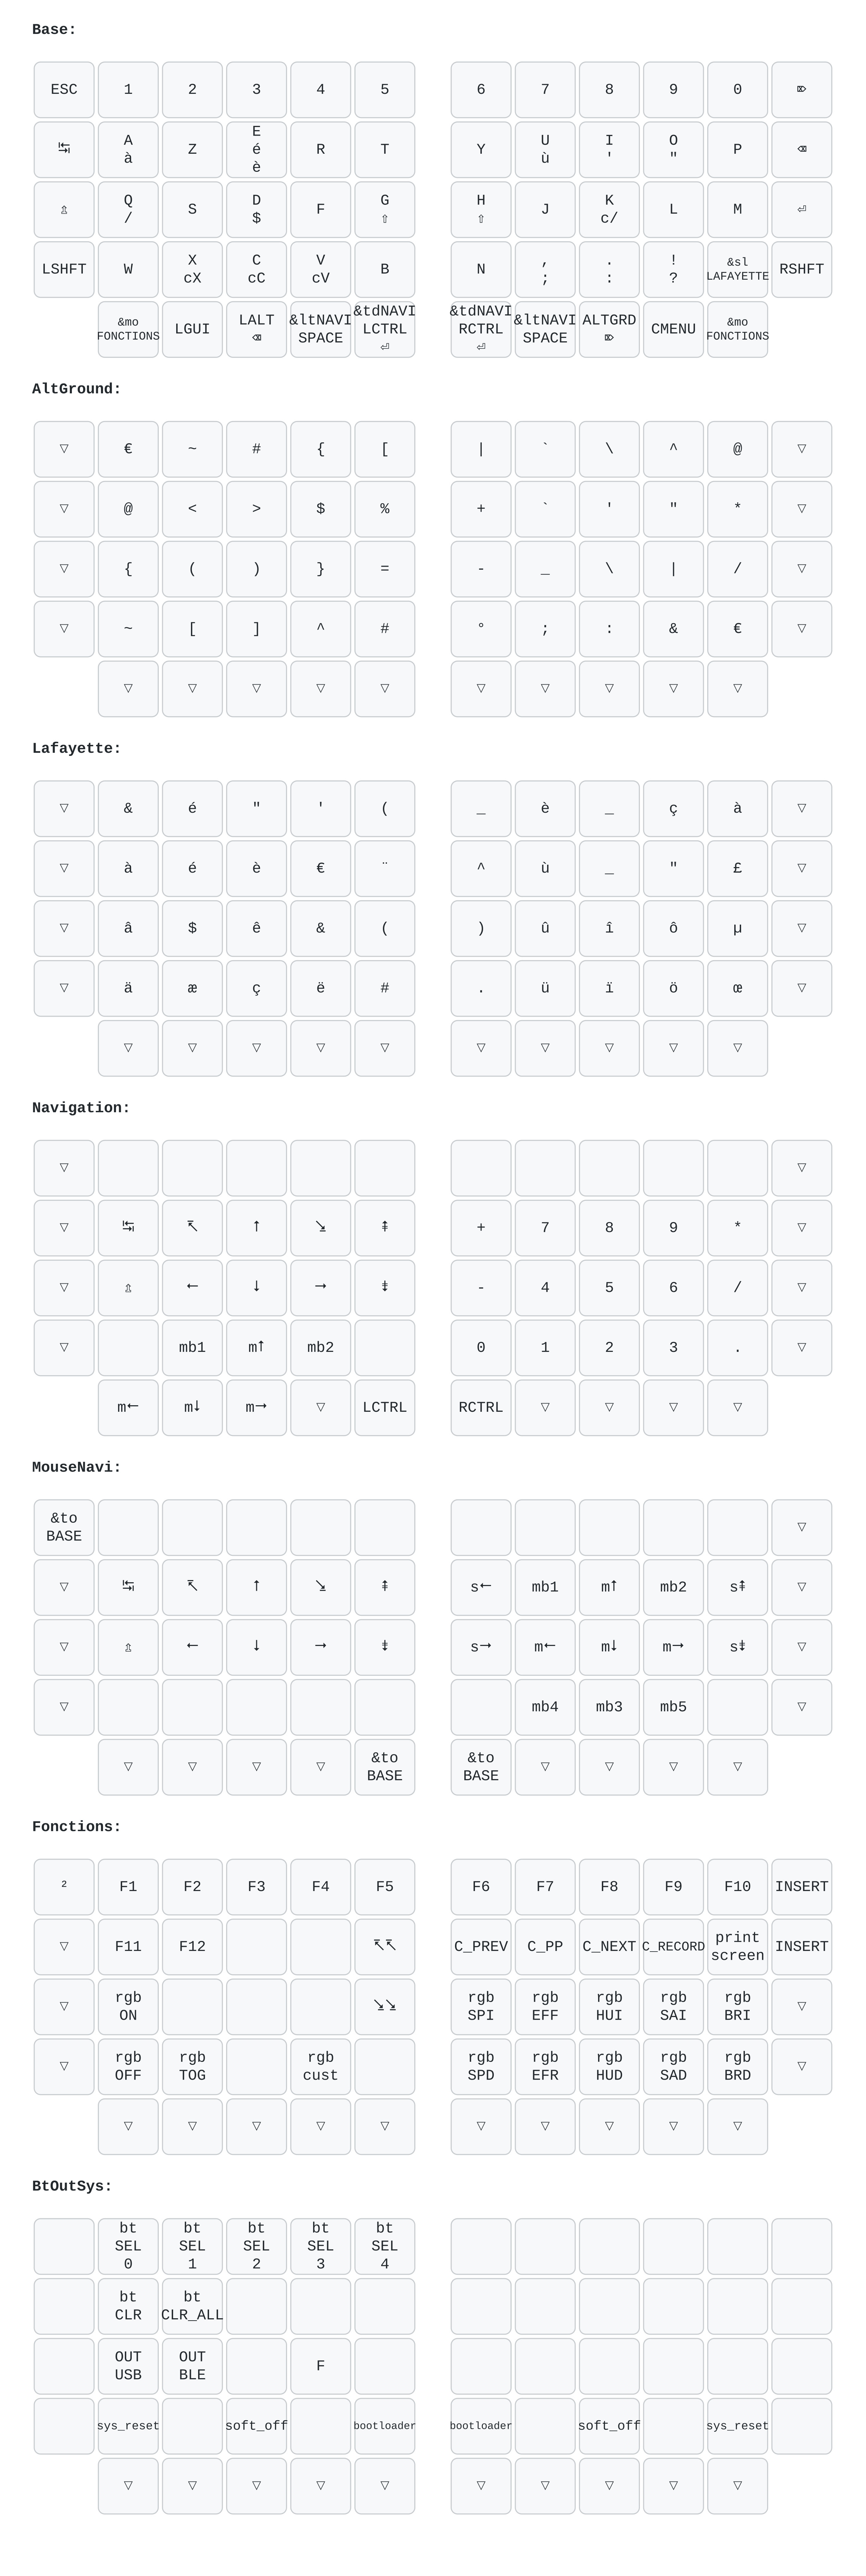 Base:
ESC 1 2 3 4 5 6 7 8 9 0 ⌦
↹ A à Z E é è R T Y U ù I ' O " P ⌫
⇫ Q / S D $ F G ⇧ H ⇧ J K c/ L M ⏎
LSHFT W X cX C cC V cV B N , ; . : ! ? &sl LAFAYETTE RSHFT
&mo FONCTIONS LGUI LALT ⌫ &ltNAVI SPACE &tdNAVI LCTRL ⏎ &tdNAVI RCTRL ⏎ &ltNAVI SPACE ALTGRD ⌦ CMENU &mo FONCTIONS
AltGround:
▽ € ~ # { [ | ` \ ^ @ ▽
▽ @ < > $ % + ` ' " * ▽
▽ { ( ) } = - _ \ | / ▽
▽ ~ [ ] ^ # ° ; : & € ▽
▽ ▽ ▽ ▽ ▽ ▽ ▽ ▽ ▽ ▽
Lafayette:
▽ & é " ' ( _ è _ ç à ▽
▽ à é è € ¨ ^ ù _ " £ ▽
▽ â $ ê & ( ) û î ô µ ▽
▽ ä æ ç ë # . ü ï ö œ ▽
▽ ▽ ▽ ▽ ▽ ▽ ▽ ▽ ▽ ▽
Navigation:
▽ ▽
▽ ↹ ⭶ ↑ ⭸ ⇞ + 7 8 9 * ▽
▽ ⇫ ← ↓ → ⇟ - 4 5 6 / ▽
▽ mb1 m↑ mb2 0 1 2 3 . ▽
m← m↓ m→ ▽ LCTRL RCTRL ▽ ▽ ▽ ▽
MouseNavi:
&to BASE ▽
▽ ↹ ⭶ ↑ ⭸ ⇞ s← mb1 m↑ mb2 s⇞ ▽
▽ ⇫ ← ↓ → ⇟ s→ m← m↓ m→ s⇟ ▽
▽ mb4 mb3 mb5 ▽
▽ ▽ ▽ ▽ &to BASE &to BASE ▽ ▽ ▽ ▽
Fonctions:
² F1 F2 F3 F4 F5 F6 F7 F8 F9 F10 INSERT
▽ F11 F12 ⭶⭶ C_PREV C_PP C_NEXT C_RECORD print screen INSERT
▽ rgb ON ⭸⭸ rgb SPI rgb EFF rgb HUI rgb SAI rgb BRI ▽
▽ rgb OFF rgb TOG rgb cust rgb SPD rgb EFR rgb HUD rgb SAD rgb BRD ▽
▽ ▽ ▽ ▽ ▽ ▽ ▽ ▽ ▽ ▽
BtOutSys:
bt SEL 0 bt SEL 1 bt SEL 2 bt SEL 3 bt SEL 4
bt CLR bt CLR_ALL
OUT USB OUT BLE F
sys_reset soft_off bootloader bootloader soft_off sys_reset
▽ ▽ ▽ ▽ ▽ ▽ ▽ ▽ ▽ ▽